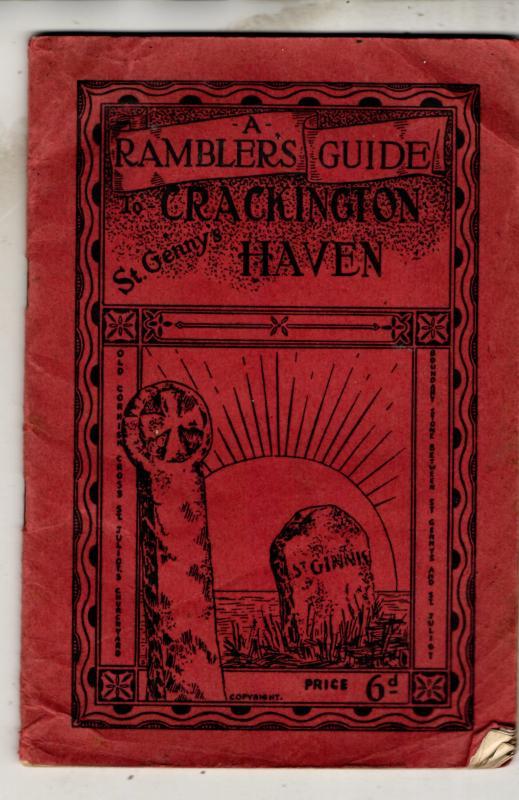 -A-
RAMBLER'S GUIDE
To CRACKINGTON
St. Genny's HAVEN
OLD CORNISH CROSS ST. JULIOTS CHURCHYARD
BOUNDARY STONE BETWEEN ST GENNYS AND ST. JULIOT
ST GINNIS
PRICE 6d
COPYRIGHT.